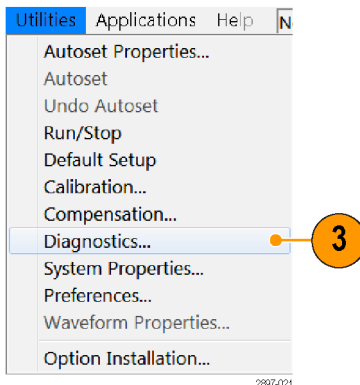 Utilities Applications Help N
Autoset Properties...
Autoset
Undo Autoset
Run/Stop
Default Setup
Calibration...
Compensation...
Diagnostics...
3
System Properties...
Preferences...
Waveform Properties...
Option Installation...